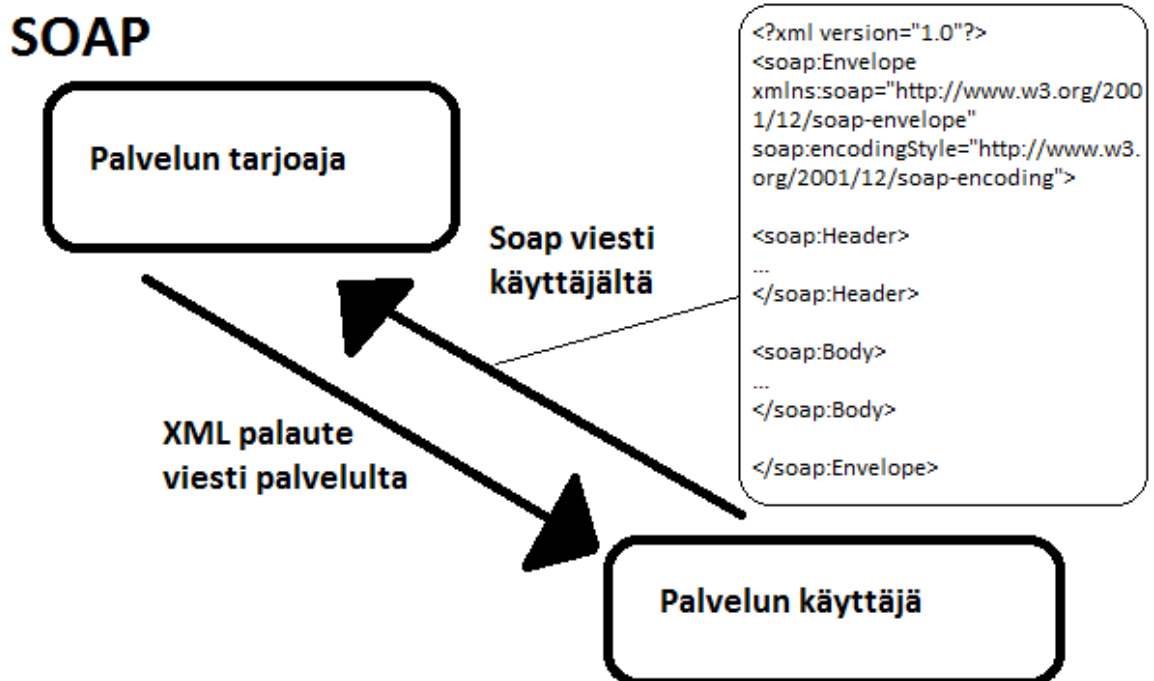 SOAP
Palvelun tarjoaja
Soap viesti
käyttäjältä
XML palaute
viesti palvelulta
Palvelun käyttäjä
<?xml version="1.0"?>
<soap:Envelope
xmlns:soap="http://www.w3.org/200
1/12/soap-envelope"
soap:encodingStyle="http://www.w3.
org/2001/12/soap-encoding">
<soap:Header>
...
</soap:Header>
<soap:Body>
...
</soap:Body>
</soap:Envelope>